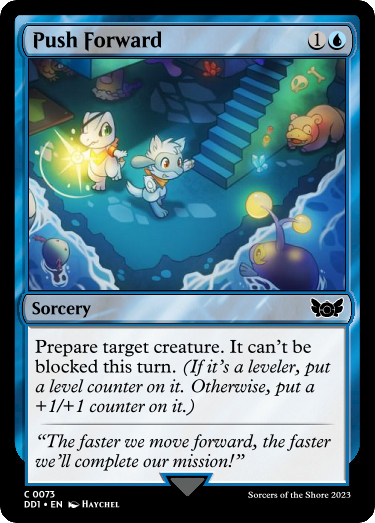 Push Forward 1
Sorcery
Prepare target creature. It can't be
blocked this turn. (If it's a leveler, put
a level counter on it. Otherwise, put a
+1/+1 counter on it.)
"The faster we move forward, the faster
we'll complete our mission!"
C 0073
DD1 • EN Haychel
Sorcers of the Shore 2023